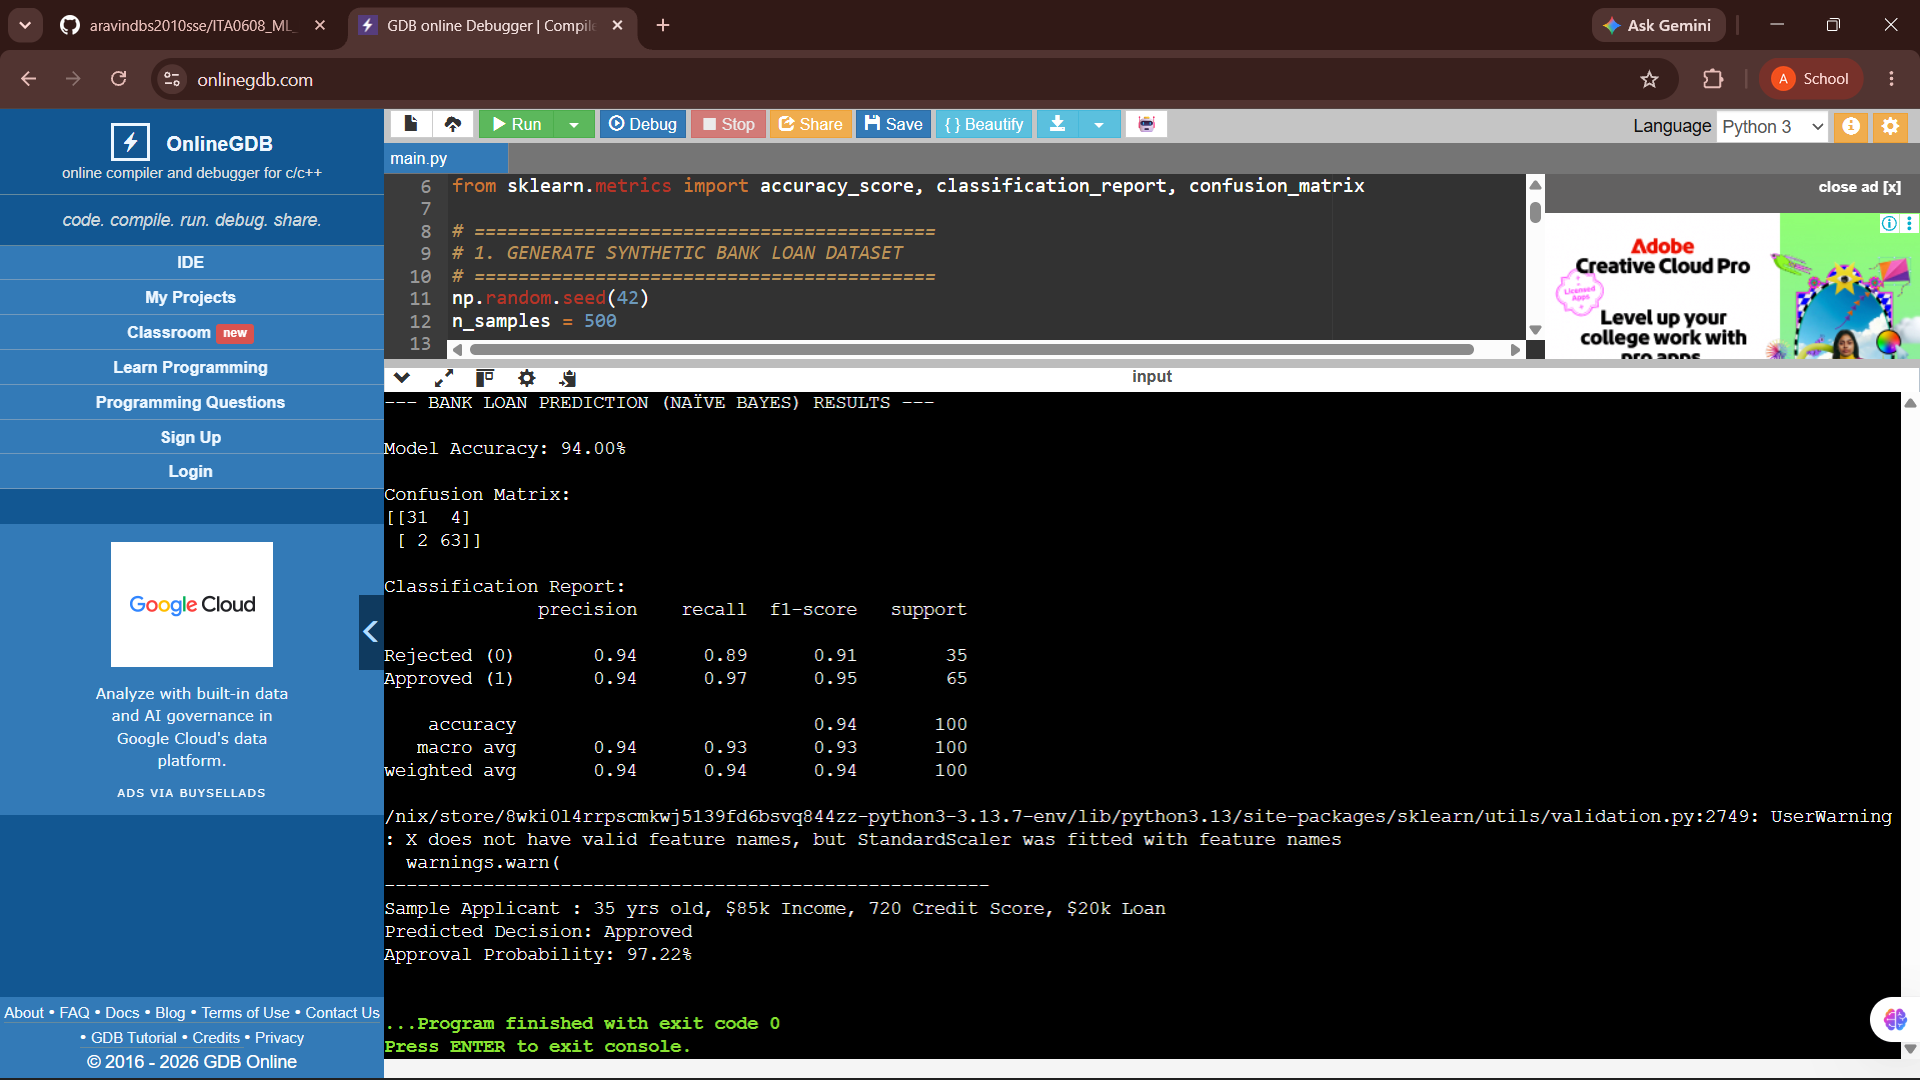 aravindbs2010sse/ITA0608_ML_
GDB online Debugger | Compile
Ask Gemini
onlinegdb.com
A School
OnlineGDB
online compiler and debugger for c/c++
code. compile. run. debug. share.
IDE
My Projects
Classroom new
Learn Programming
Programming Questions
Sign Up
Login
Google Cloud
Analyze with built-in data
and AI governance in
Google Cloud's data
platform.
ADS VIA BUYSELLADS
About • FAQ • Docs • Blog • Terms of Use • Contact Us
• GDB Tutorial • Credits • Privacy
© 2016 - 2026 GDB Online
Run Debug Stop Share Save { } Beautify
Language Python 3
main.py
6 from sklearn.metrics import accuracy_score, classification_report, confusion_matrix
7
8 # ==========================================
9 # 1. GENERATE SYNTHETIC BANK LOAN DATASET
10 # ==========================================
11 np.random.seed(42)
12 n_samples = 500
13
close ad [x]
Adobe
Creative Cloud Pro
Licensed
Apps
Level up your
college work with
pro apps
input
--- BANK LOAN PREDICTION (NAÏVE BAYES) RESULTS ---
Model Accuracy: 94.00%
Confusion Matrix:
[[31  4]
 [ 2 63]]
Classification Report:
              precision    recall  f1-score   support
Rejected (0)       0.94      0.89      0.91        35
Approved (1)       0.94      0.97      0.95        65
    accuracy                           0.94       100
   macro avg       0.94      0.93      0.93       100
weighted avg       0.94      0.94      0.94       100
/nix/store/8wki0l4rrpscmkwj5139fd6bsvq844zz-python3-3.13.7-env/lib/python3.13/site-packages/sklearn/utils/validation.py:2749: UserWarning
: X does not have valid feature names, but StandardScaler was fitted with feature names
  warnings.warn(
-------------------------------------------------------
Sample Applicant : 35 yrs old, $85k Income, 720 Credit Score, $20k Loan
Predicted Decision: Approved
Approval Probability: 97.22%
...Program finished with exit code 0
Press ENTER to exit console.